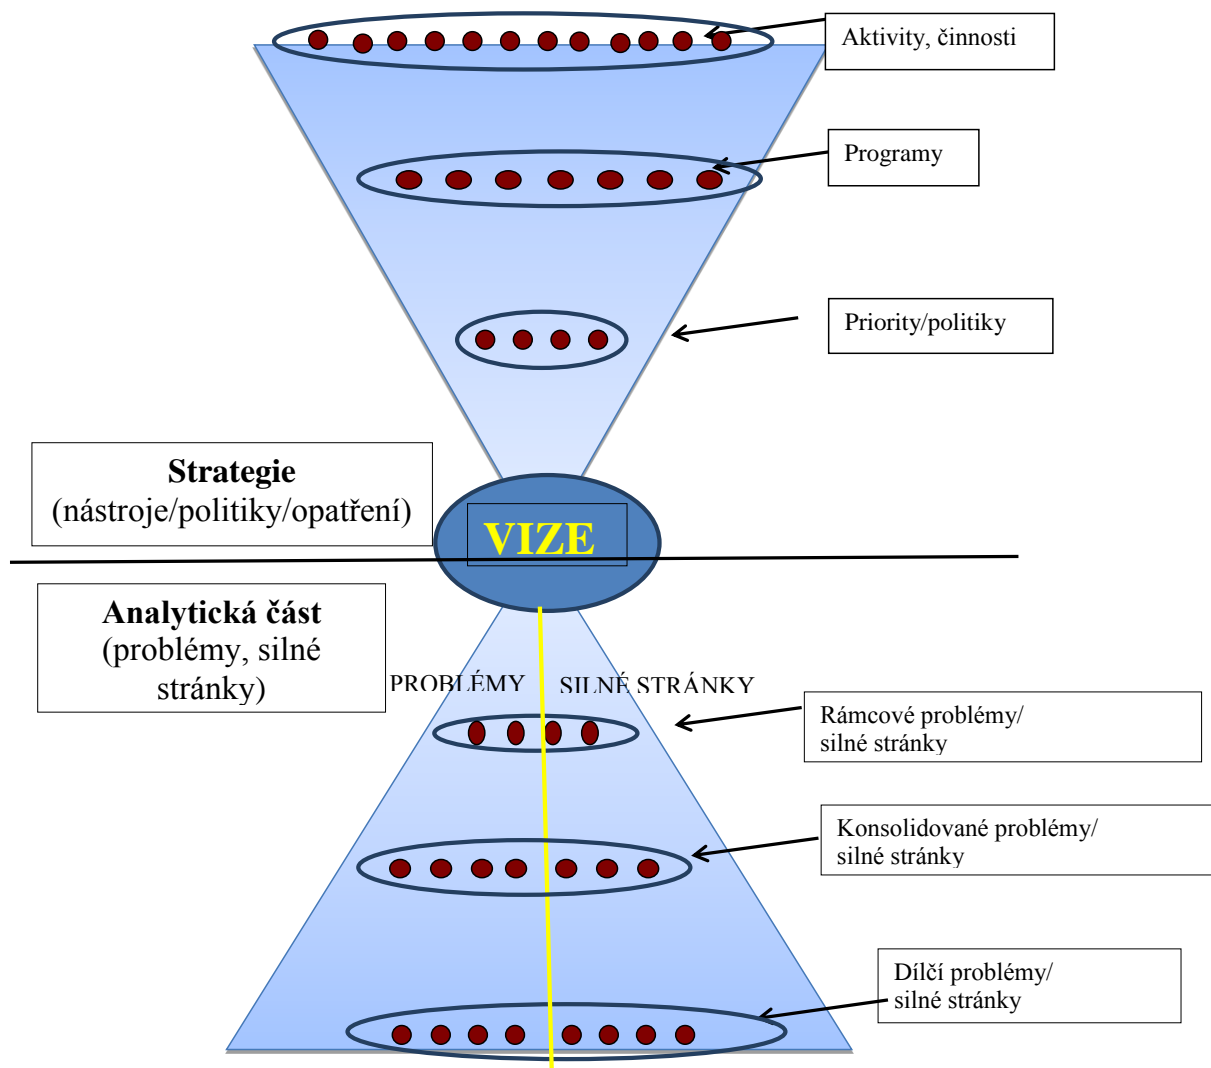 Aktivity, činnosti
Programy
Priority/politiky
Strategie
(nástroje/politiky/opatření)
VIZE
Analytická část
(problémy, silné
stránky)
PROBLÉMY
SILNÉ STRÁNKY
Rámcové problémy/
silné stránky
Konsolidované problémy/
silné stránky
Dílčí problémy/
silné stránky